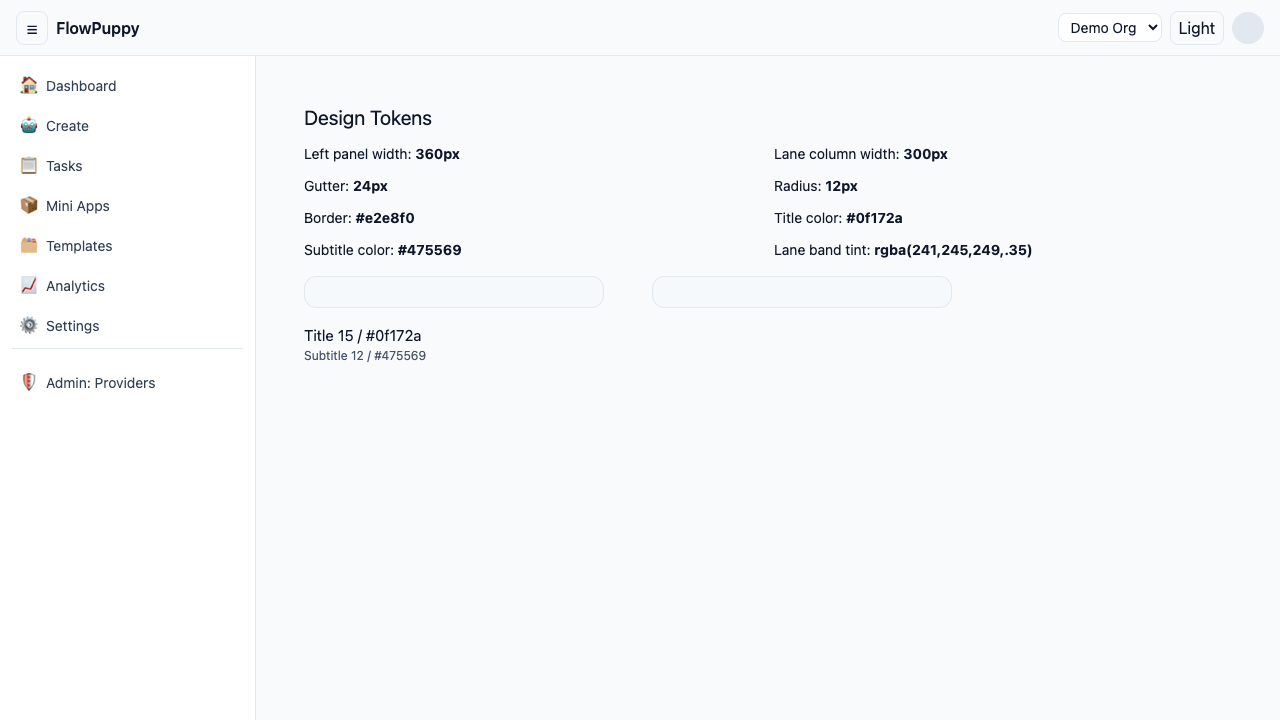 FlowPuppy
Demo Org
Light
Dashboard
Create
Tasks
Mini Apps
Templates
Analytics
Settings
Admin: Providers
Design Tokens
Left panel width: 360px
Lane column width: 300px
Gutter: 24px
Radius: 12px
Border: #e2e8f0
Title color: #0f172a
Subtitle color: #475569
Lane band tint: rgba(241,245,249,.35)
Title 15 / #0f172a
Subtitle 12 / #475569